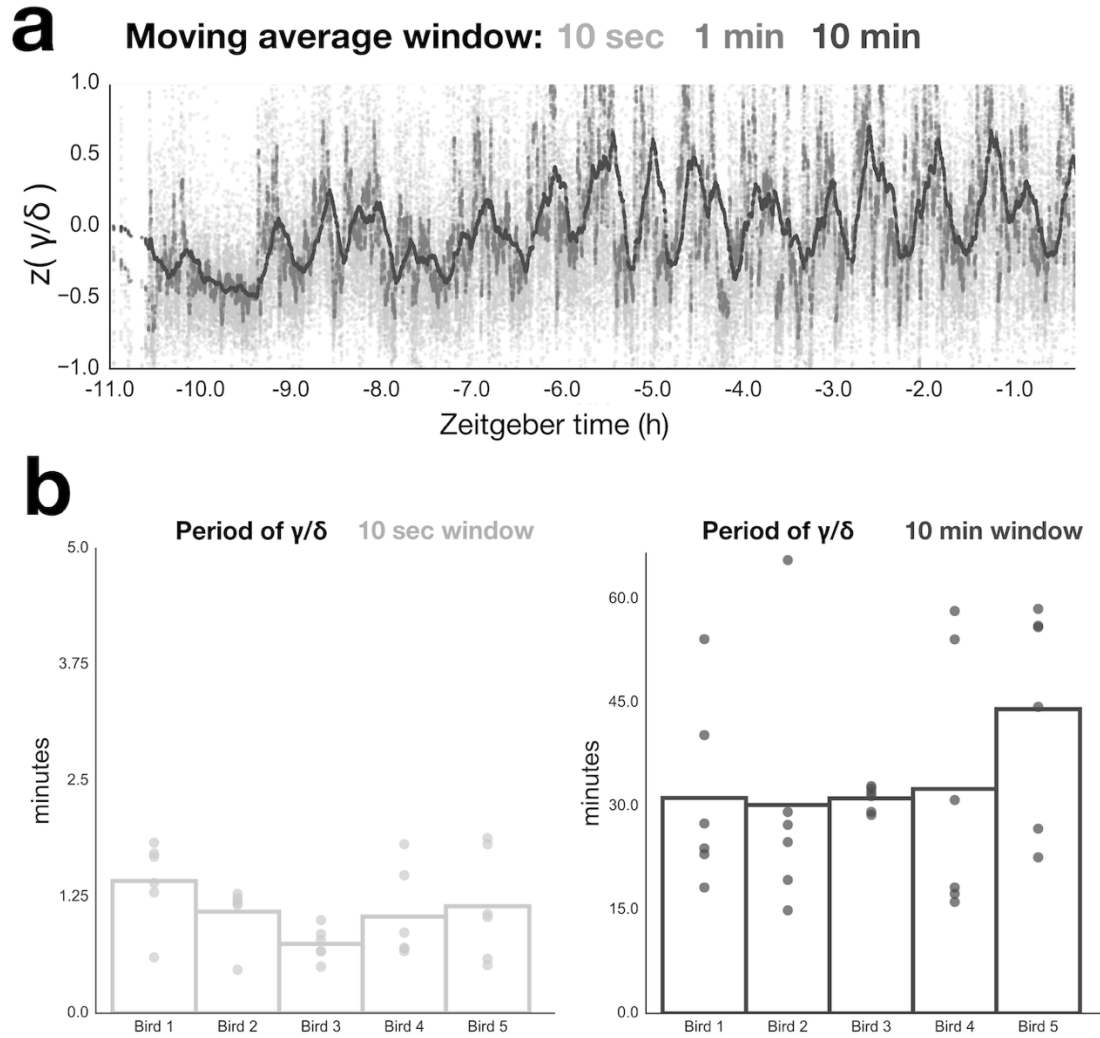 a
Moving average window: 10 sec 1 min 10 min
z( γ/δ )
1.0
0.5
0.0
−0.5
−1.0
-11.0 -10.0 -9.0 -8.0 -7.0 -6.0 -5.0 -4.0 -3.0 -2.0 -1.0
Zeitgeber time (h)
b
Period of γ/δ 10 sec window
minutes
5.0
3.75
2.5
1.25
0.0
Bird 1 Bird 2 Bird 3 Bird 4 Bird 5
Period of γ/δ 10 min window
minutes
60.0
45.0
30.0
15.0
0.0
Bird 1 Bird 2 Bird 3 Bird 4 Bird 5